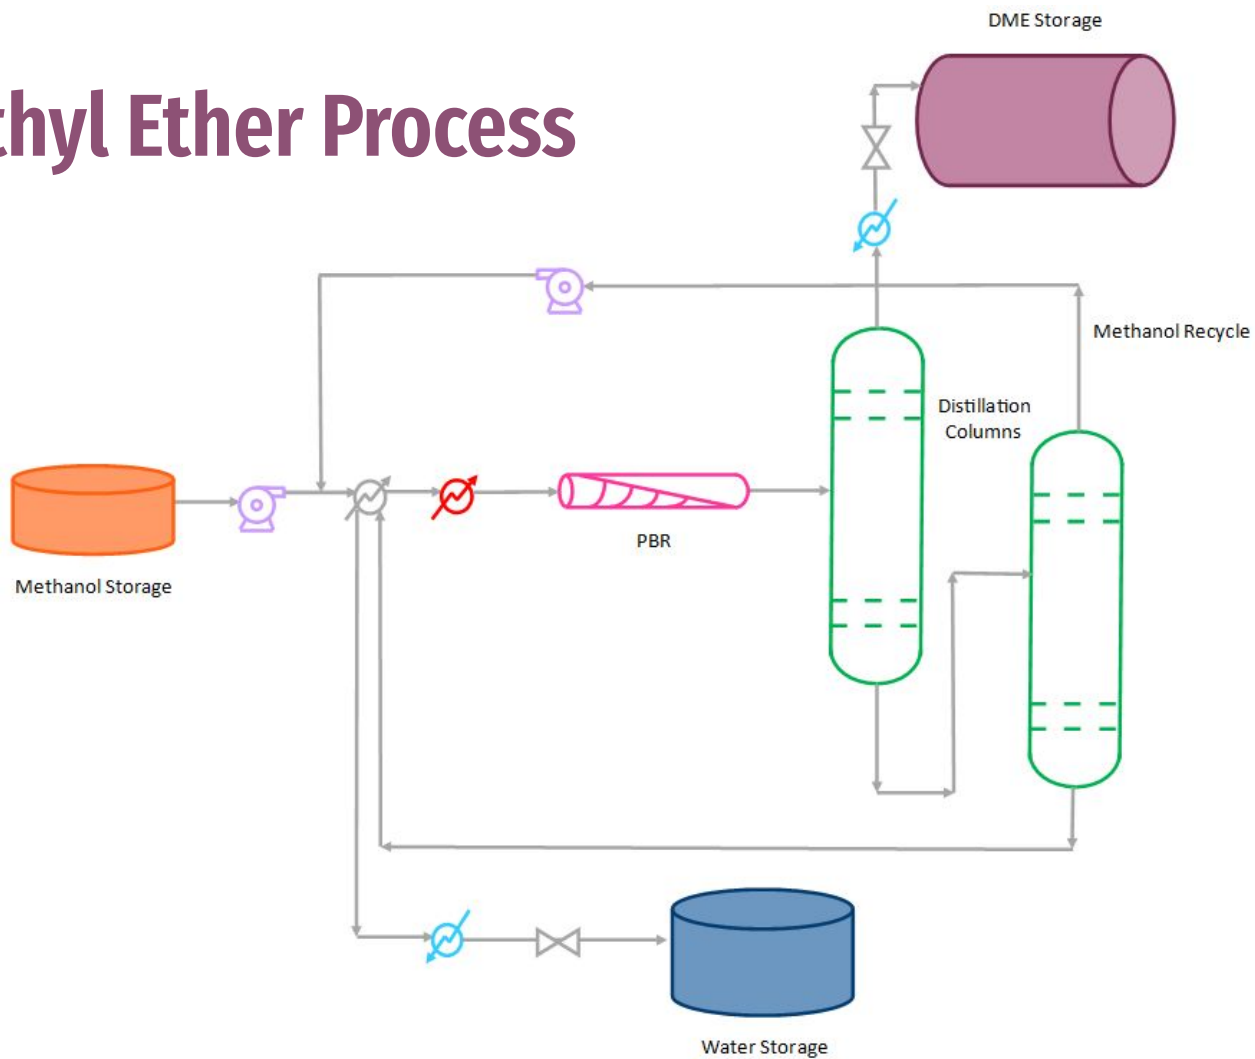 DME Storage
thyl Ether Process
Methanol Recycle
Distillation
Columns
PBR
Methanol Storage
Water Storage